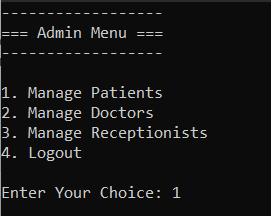 ------------------
=== Admin Menu ===
------------------
1. Manage Patients
2. Manage Doctors
3. Manage Receptionists
4. Logout
Enter Your Choice: 1